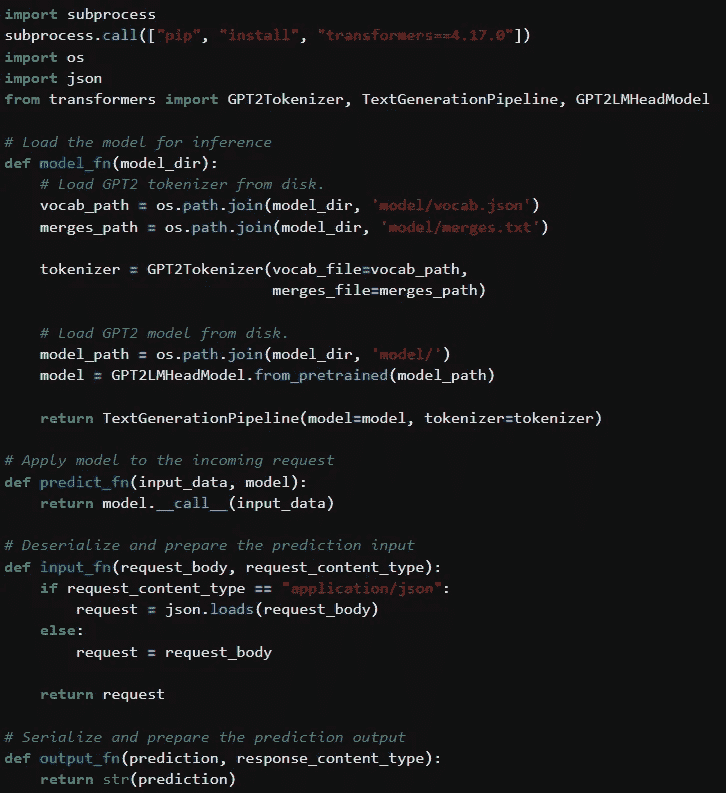 import subprocess
subprocess.call(["pip", "install", "transformers==4.17.0"])
import os
import json
from transformers import GPT2Tokenizer, TextGenerationPipeline, GPT2LMHeadModel
# Load the model for inference
def model_fn(model_dir):
# Load GPT2 tokenizer from disk.
vocab_path = os.path.join(model_dir, 'model/vocab.json')
merges_path = os.path.join(model_dir, 'model/merges.txt')
tokenizer = GPT2Tokenizer(vocab_file=vocab_path,
merges_file=merges_path)
# Load GPT2 model from disk.
model_path = os.path.join(model_dir, 'model/')
model = GPT2LMHeadModel.from_pretrained(model_path)
return TextGenerationPipeline(model=model, tokenizer=tokenizer)
# Apply model to the incoming request
def predict_fn(input_data, model):
return model.__call__(input_data)
# Deserialize and prepare the prediction input
def input_fn(request_body, request_content_type):
if request_content_type == "application/json":
request = json.loads(request_body)
else:
request = request_body
return request
# Serialize and prepare the prediction output
def output_fn(prediction, response_content_type):
return str(prediction)